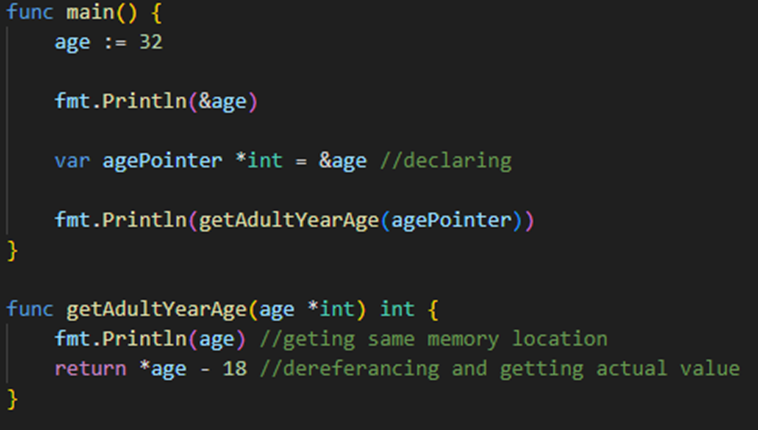 func main() {
age := 32
fmt.Println(&age)
var agePointer *int = &age //declaring
fmt.Println(getAdultYearAge(agePointer))
}
func getAdultYearAge(age *int) int {
fmt.Println(age) //geting same memory location
return *age - 18 //dereferancing and getting actual value
}